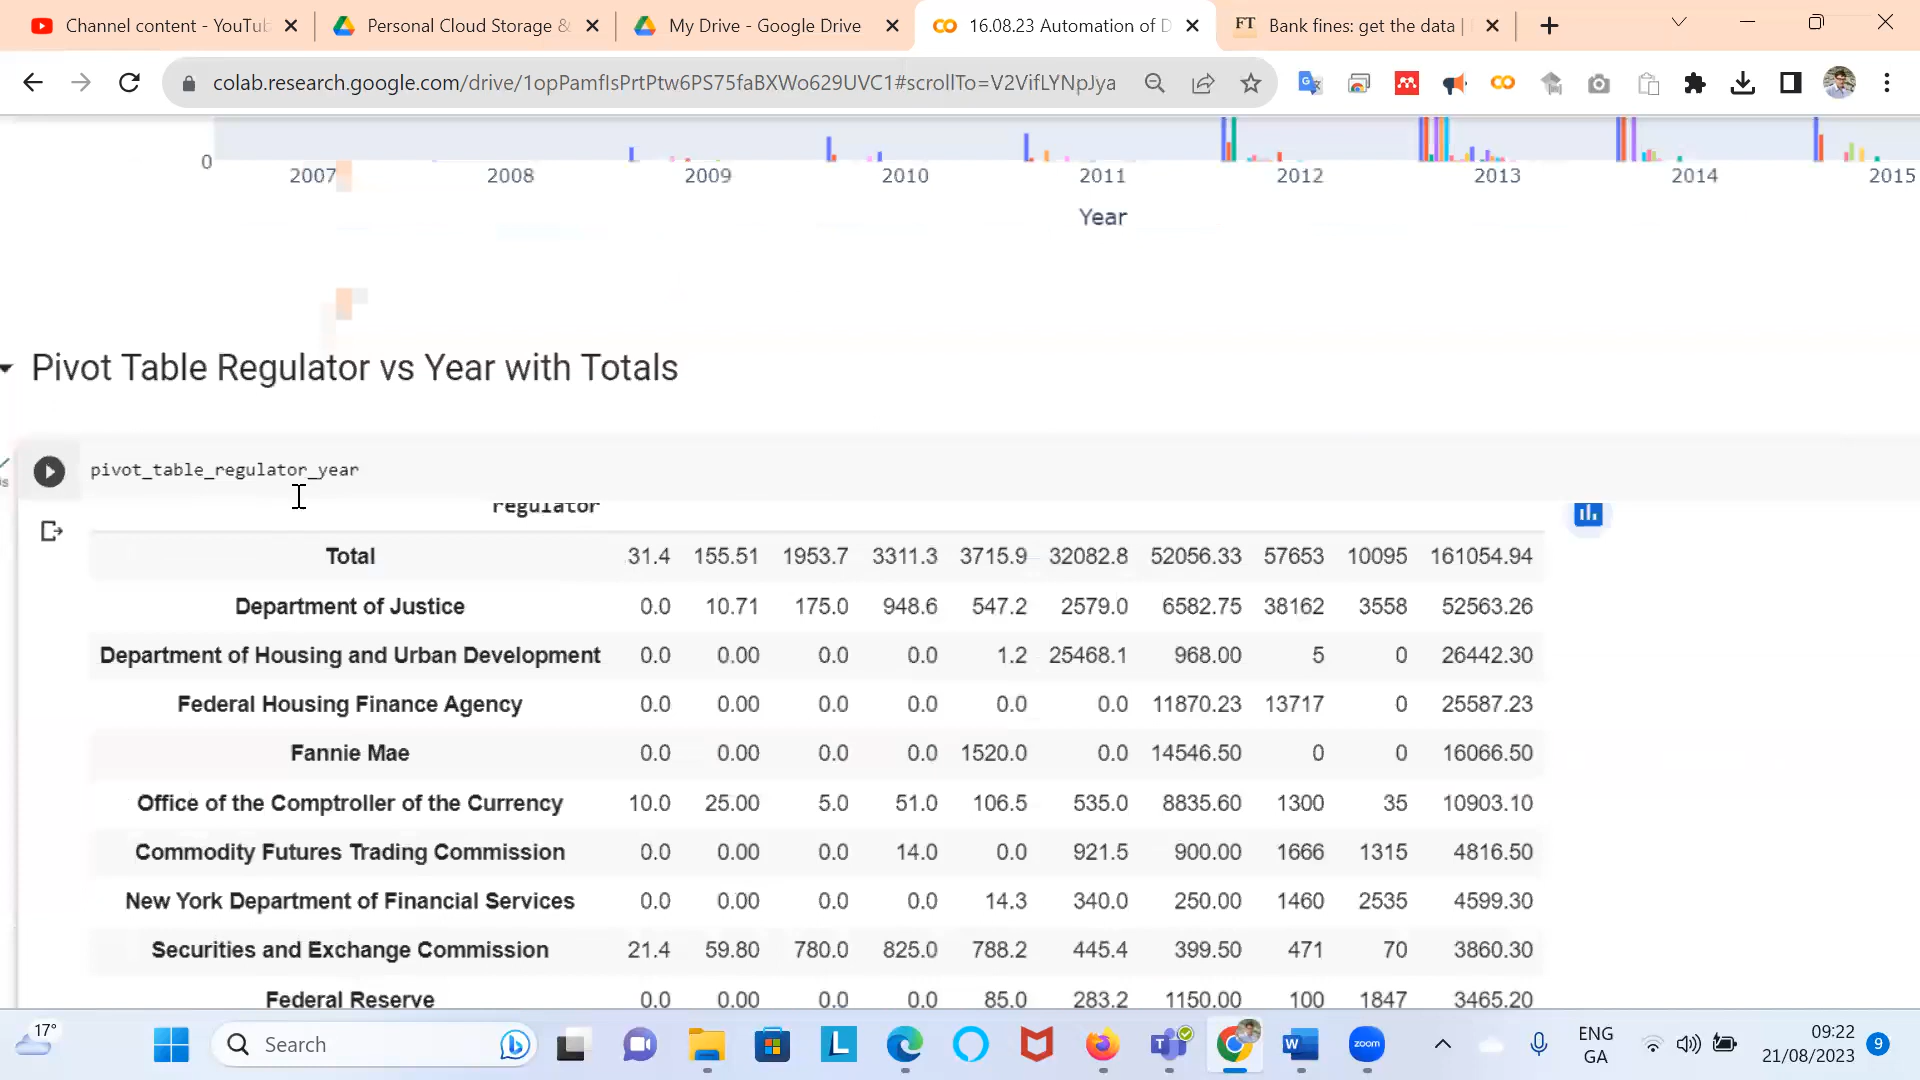 Channel content - YouTub
Personal Cloud Storage &
My Drive - Google Drive
16.08.23 Automation of D
FT Bank fines: get the data |
colab.research.google.com/drive/1opPamfIsPrtPtw6PS75faBXWo629UVC1#scrollTo=V2VifLYNpJya
0
2007 2008 2009 2010 2011 2012 2013 2014 2015
Year
Pivot Table Regulator vs Year with Totals
pivot_table_regulator_year
regulator
Total 31.4 155.51 1953.7 3311.3 3715.9 32082.8 52056.33 57653 10095 161054.94
Department of Justice 0.0 10.71 175.0 948.6 547.2 2579.0 6582.75 38162 3558 52563.26
Department of Housing and Urban Development 0.0 0.00 0.0 0.0 1.2 25468.1 968.00 5 0 26442.30
Federal Housing Finance Agency 0.0 0.00 0.0 0.0 0.0 0.0 11870.23 13717 0 25587.23
Fannie Mae 0.0 0.00 0.0 0.0 1520.0 0.0 14546.50 0 0 16066.50
Office of the Comptroller of the Currency 10.0 25.00 5.0 51.0 106.5 535.0 8835.60 1300 35 10903.10
Commodity Futures Trading Commission 0.0 0.00 0.0 14.0 0.0 921.5 900.00 1666 1315 4816.50
New York Department of Financial Services 0.0 0.00 0.0 0.0 14.3 340.0 250.00 1460 2535 4599.30
Securities and Exchange Commission 21.4 59.80 780.0 825.0 788.2 445.4 399.50 471 70 3860.30
Federal Reserve 0.0 0.00 0.0 0.0 85.0 283.2 1150.00 100 1847 3465.20
17°
Search
L
T
W
zoom
ENG
GA
09:22
21/08/2023
9